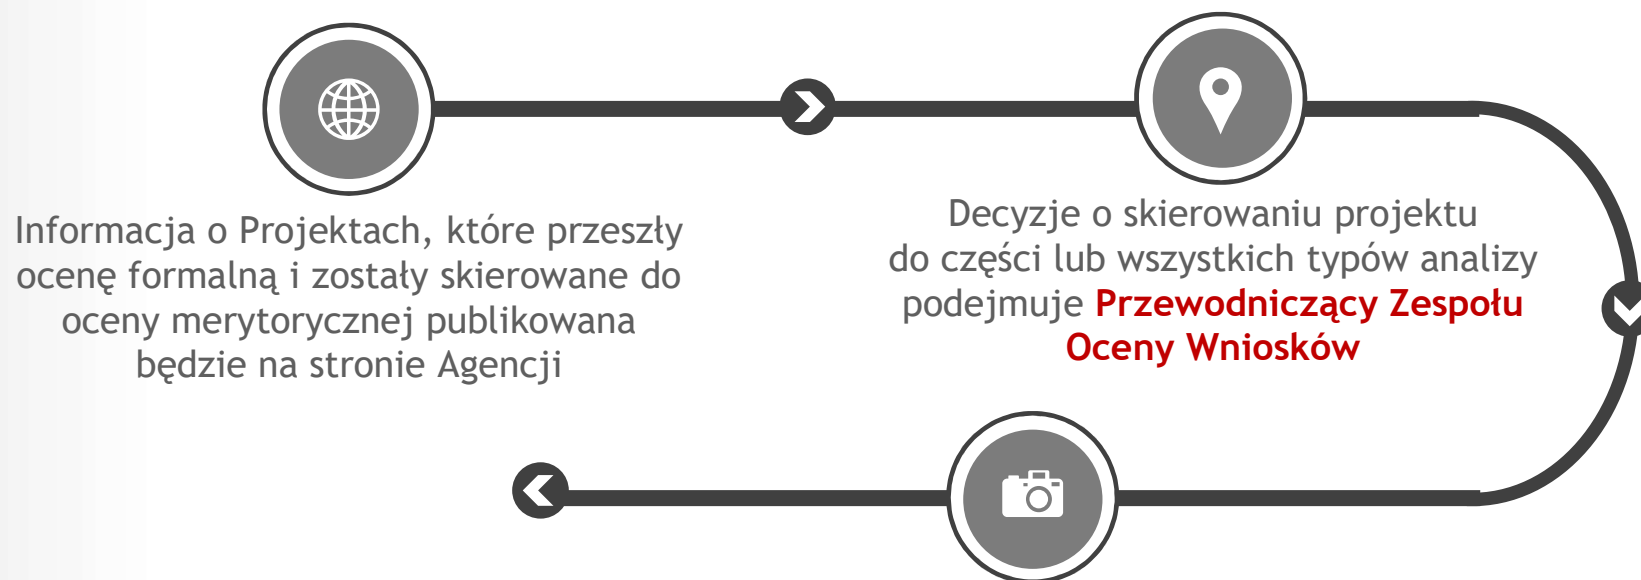 Informacja o Projektach, które przeszły
ocenę formalną i zostały skierowane do
oceny merytorycznej publikowana
będzie na stronie Agencji
Decyzje o skierowaniu projektu
do części lub wszystkich typów analizy
podejmuje Przewodniczący Zespołu
Oceny Wniosków